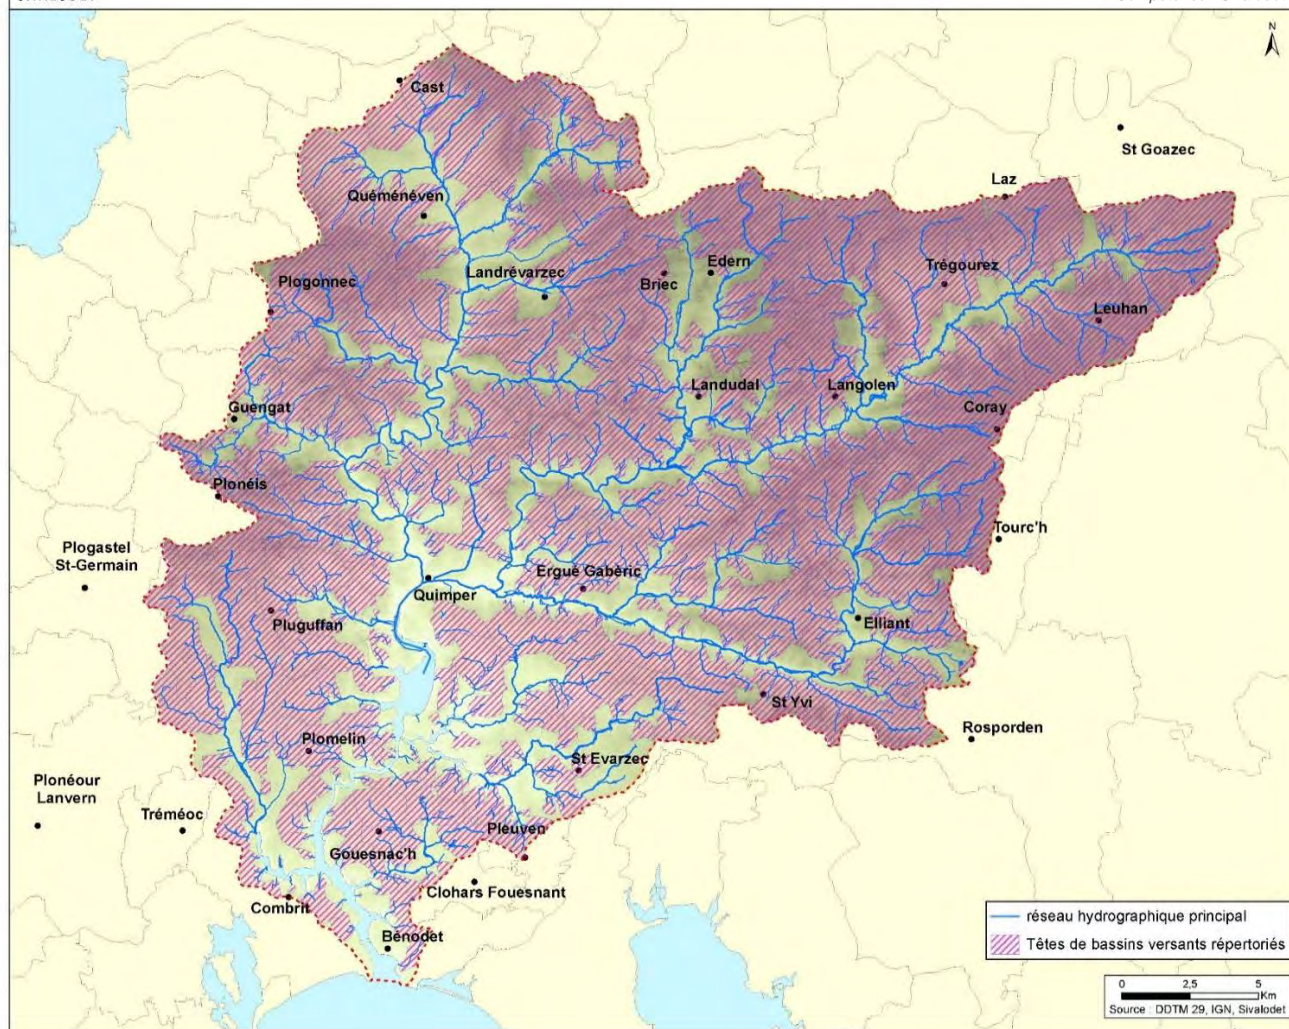 N
Cast
St Goazec
Laz
Quéménéven
Landrévarzec
Briec
Edern
Trégourez
Plogonnec
Leuhan
Landudal
Langolen
Guengat
Coray
Plonéis
Tourc'h
Plogastel
St-Germain
Ergué Gabéric
Quimper
Pluguffan
Elliant
St Yvi
Rosporden
Plomelin
St Evarzec
Plonéour
Lanvern
Tréméoc
Pleuven
Gouesnac'h
Clohars Fouesnant
Combrit
Bénodet
réseau hydrographique principal
Têtes de bassins versants répertoriés
0 2,5 5
Km
Source : DDTM 29, IGN, Sivalodet